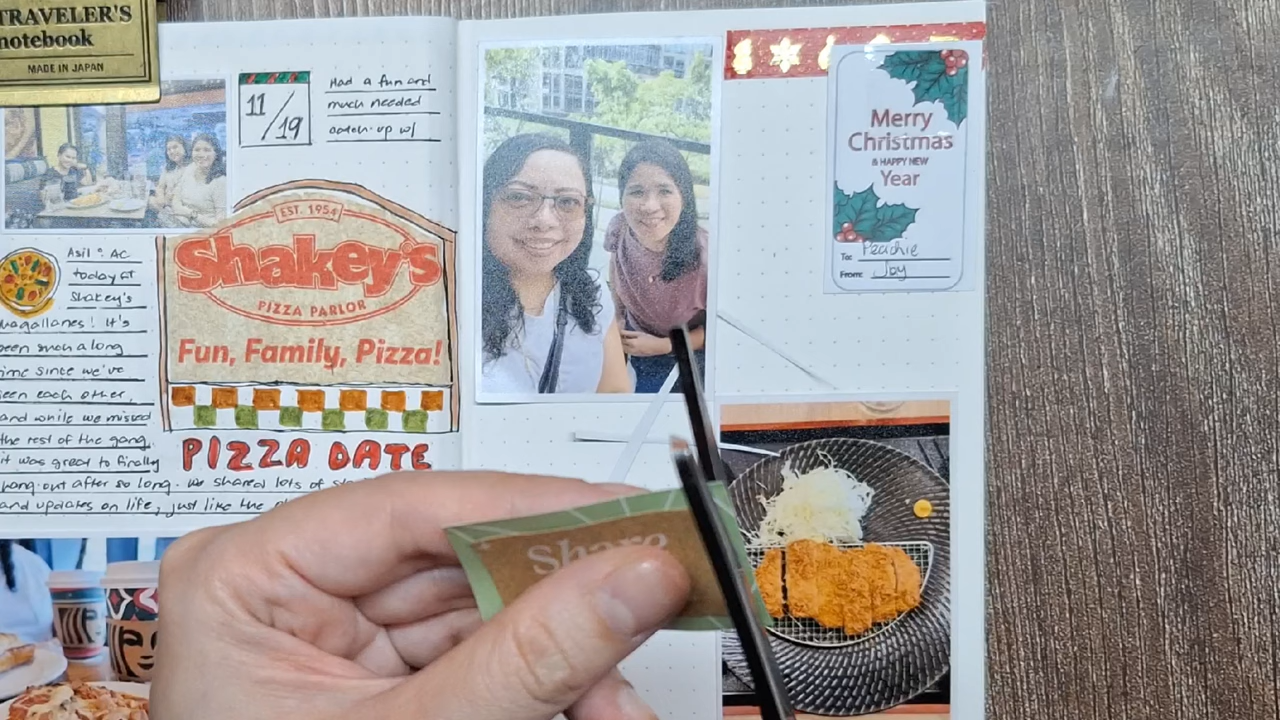 TRAVELER'S
notebook
MADE IN JAPAN
11/19
Had a fun and
much needed
catch-up w/
Asil & AC
today at
Shakey's
Magallanes! It's
been such a long
time since we've
seen each other,
and while we missed
the rest of the gang,
it was great to finally
hang-out after so long. We shared lots of
and updates on life, just like the
EST. 1954
Shakey's
PIZZA PARLOR
Fun, Family, Pizza!
PIZZA DATE
Merry
Christmas
& HAPPY NEW
Year
To: Peachie
From: Joy
Share